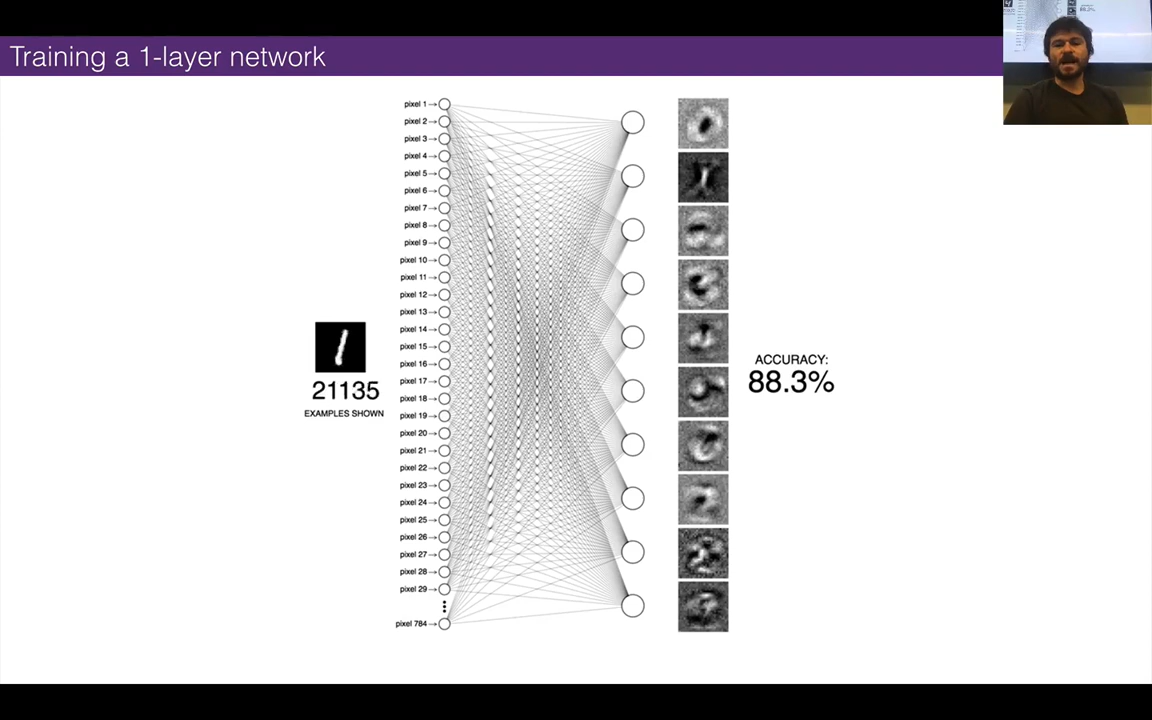 Training a 1-layer network
pixel 1
pixel 2
pixel 3
pixel 4
pixel 5
pixel 6
pixel 7
pixel 8
pixel 9
pixel 10
pixel 11
pixel 12
pixel 13
pixel 14
pixel 15
pixel 16
pixel 17
pixel 18
pixel 19
pixel 20
pixel 21
pixel 22
pixel 23
pixel 24
pixel 25
pixel 26
pixel 27
pixel 28
pixel 29
pixel 784
21135
EXAMPLES SHOWN
ACCURACY:
88.3%